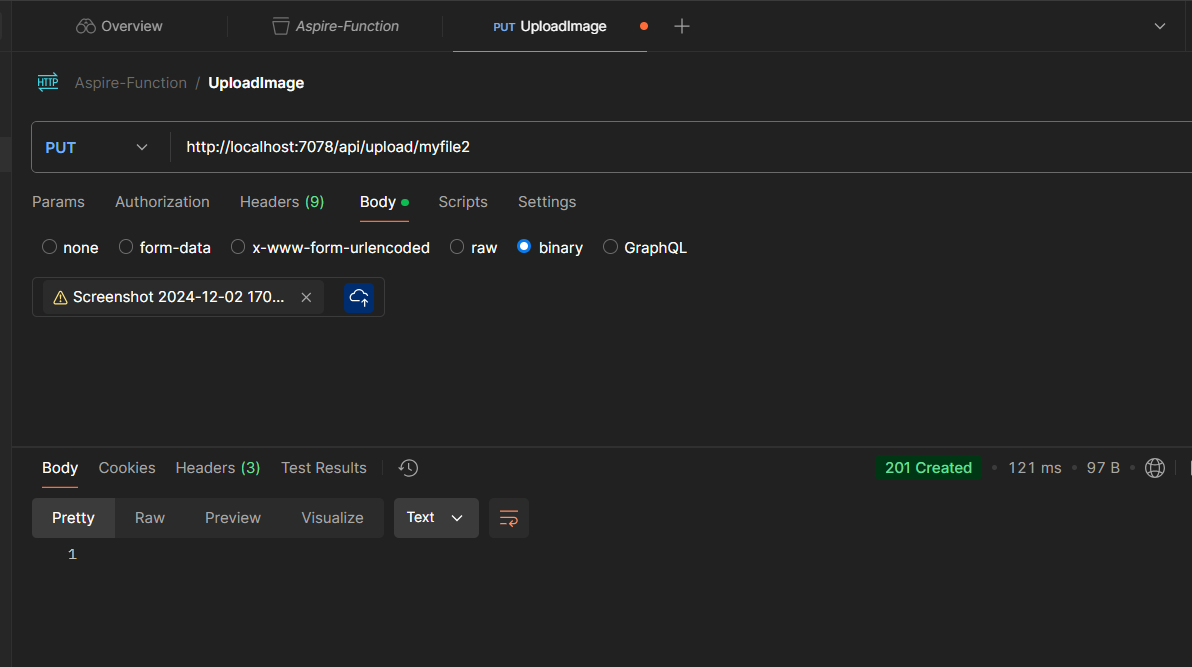 Overview Aspire-Function PUT UploadImage
HTTP Aspire-Function / UploadImage
PUT http://localhost:7078/api/upload/myfile2
Params Authorization Headers (9) Body Scripts Settings
none form-data x-www-form-urlencoded raw binary GraphQL
Screenshot 2024-12-02 170...
Body Cookies Headers (3) Test Results 201 Created 121 ms 97 B
Pretty Raw Preview Visualize Text
1